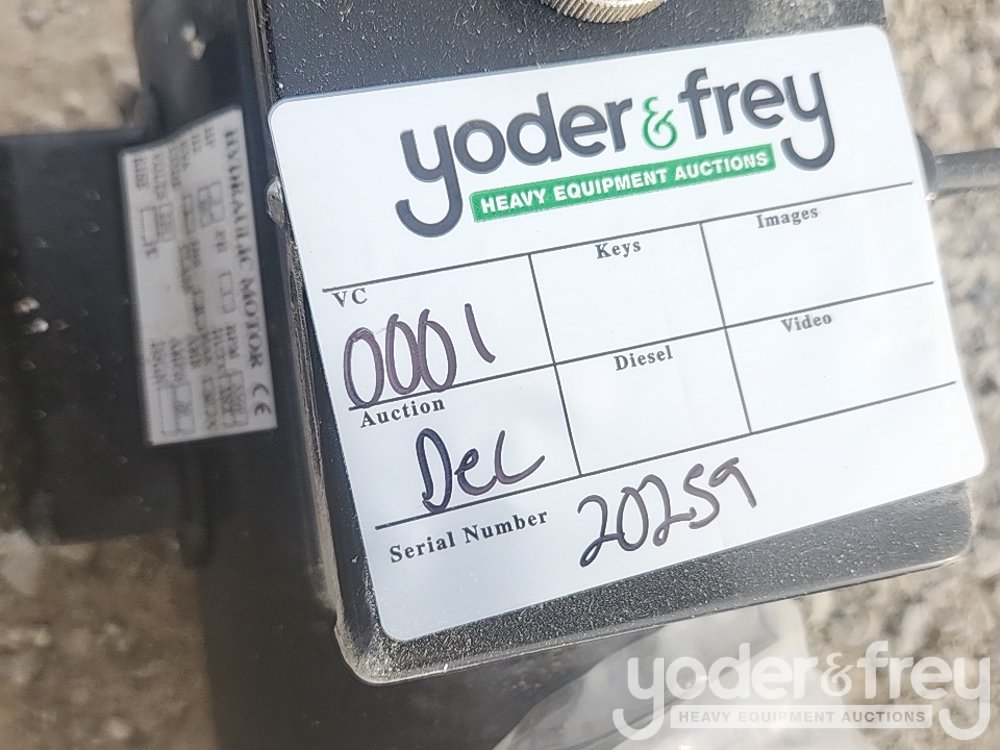 yoder & frey
HEAVY EQUIPMENT AUCTIONS
VC
Keys
Images
0001
Auction
Diesel
Video
Dec
Serial Number
20259
HYDRAULIC MOTOR CE
yoder & frey
HEAVY EQUIPMENT AUCTIONS